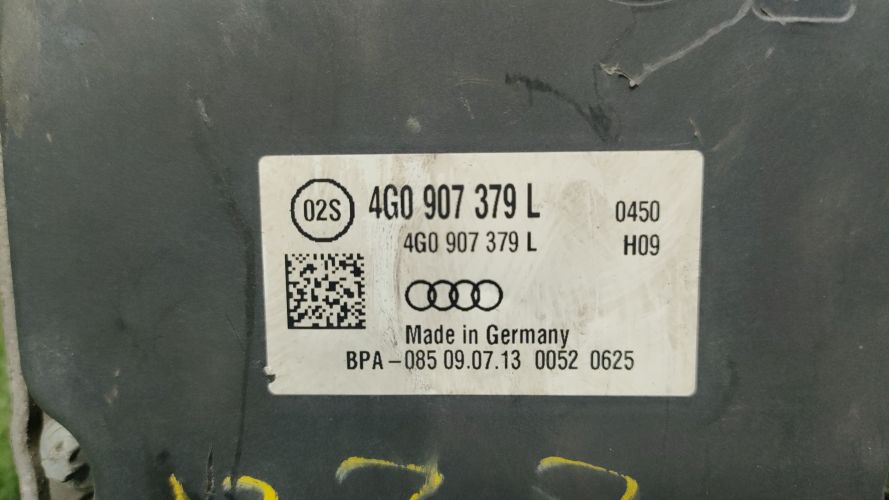 02S 4G0 907 379 L 0450
4G0 907 379 L H09
Made in Germany
BPA-085 09.07.13 0052 0625